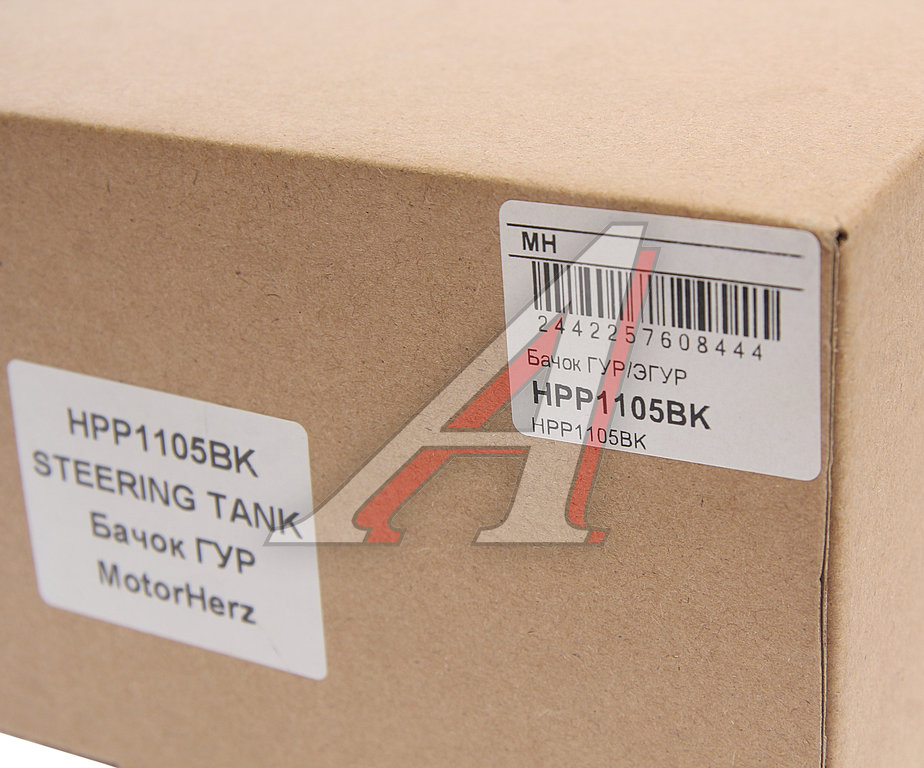 MH
2442257608444
Бачок ГУР/ЭГУР
HPP1105BK
HPP1105BK
HPP1105BK
STEERING TANK
Бачок ГУР
MotorHerz